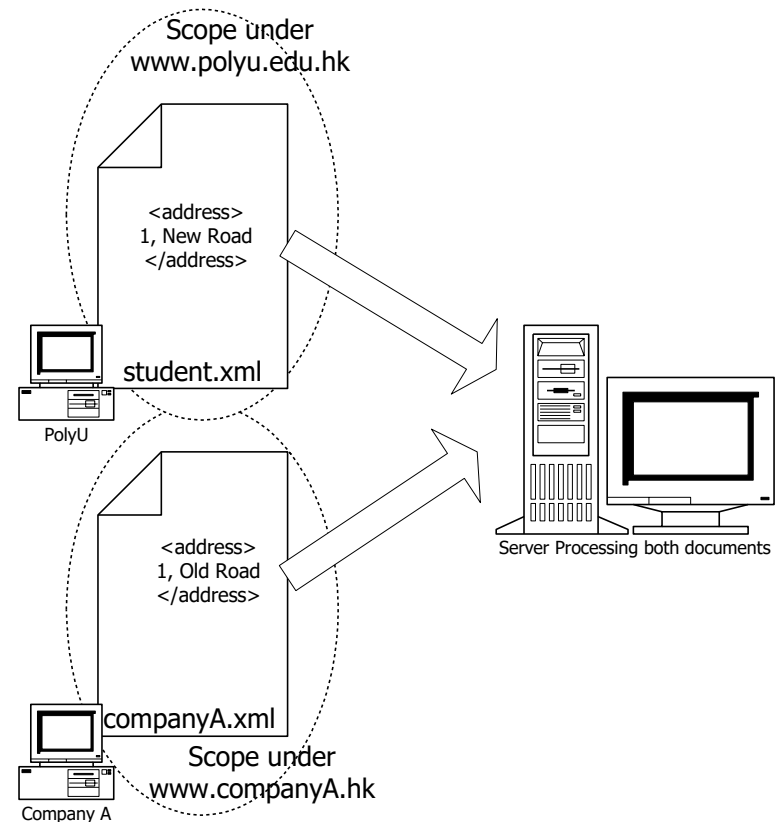 Scope under
www.polyu.edu.hk
<address>
1, New Road
</address>
student.xml
PolyU
Server Processing both documents
<address>
1, Old Road
</address>
companyA.xml
Scope under
www.companyA.hk
Company A